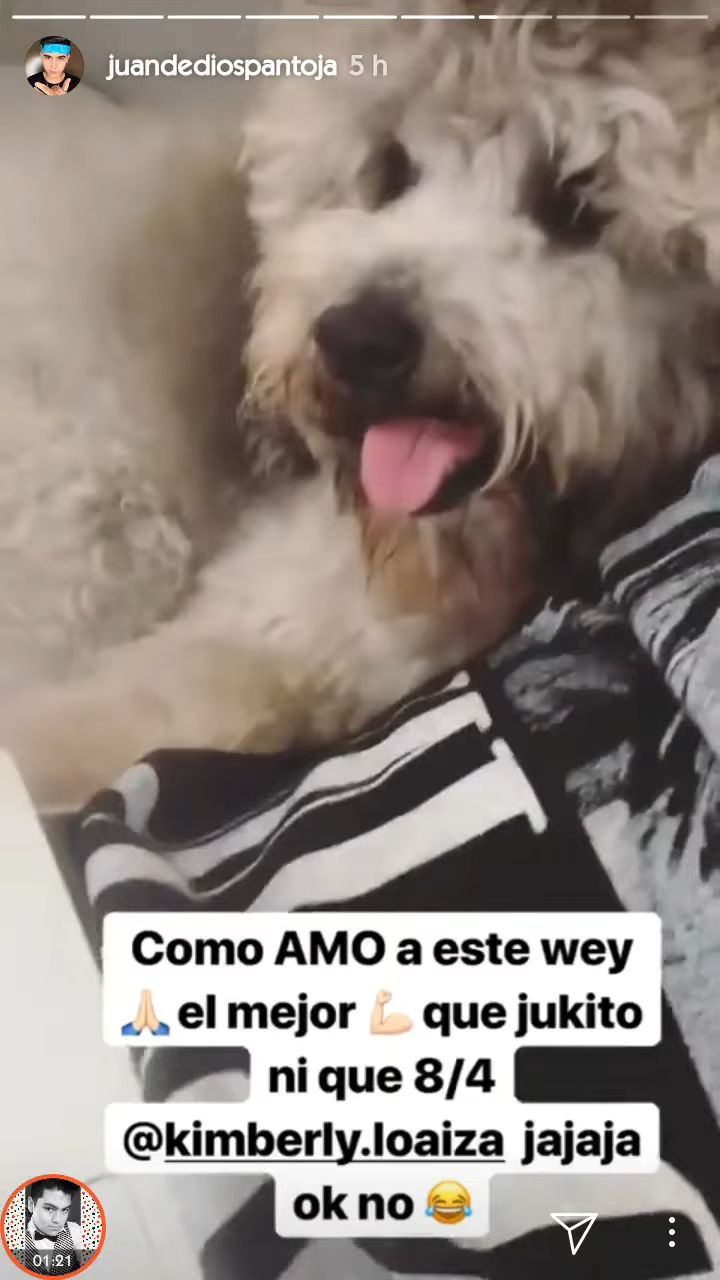 juandediospantoja 5 h
Como AMO a este wey
🙏🏻el mejor 💪🏻que jukito
ni que 8/4
@kimberly.loaiza jajaja
ok no 😂
01:21